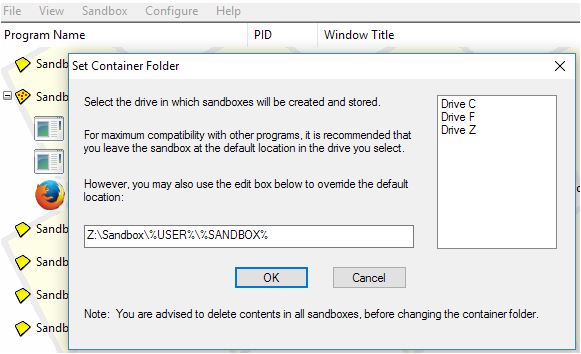 File View Sandbox Configure Help
Program Name PID Window Title
Sandb
Set Container Folder
Sandb
Select the drive in which sandboxes will be created and stored.
For maximum compatibility with other programs, it is recommended that
you leave the sandbox at the default location in the drive you select.
However, you may also use the edit box below to override the default
location:
Z:\Sandbox\%USER%\%SANDBOX%
Drive C
Drive F
Drive Z
OK Cancel
Note: You are advised to delete contents in all sandboxes, before changing the container folder.
Sandb
Sandb
Sandb
Sandb